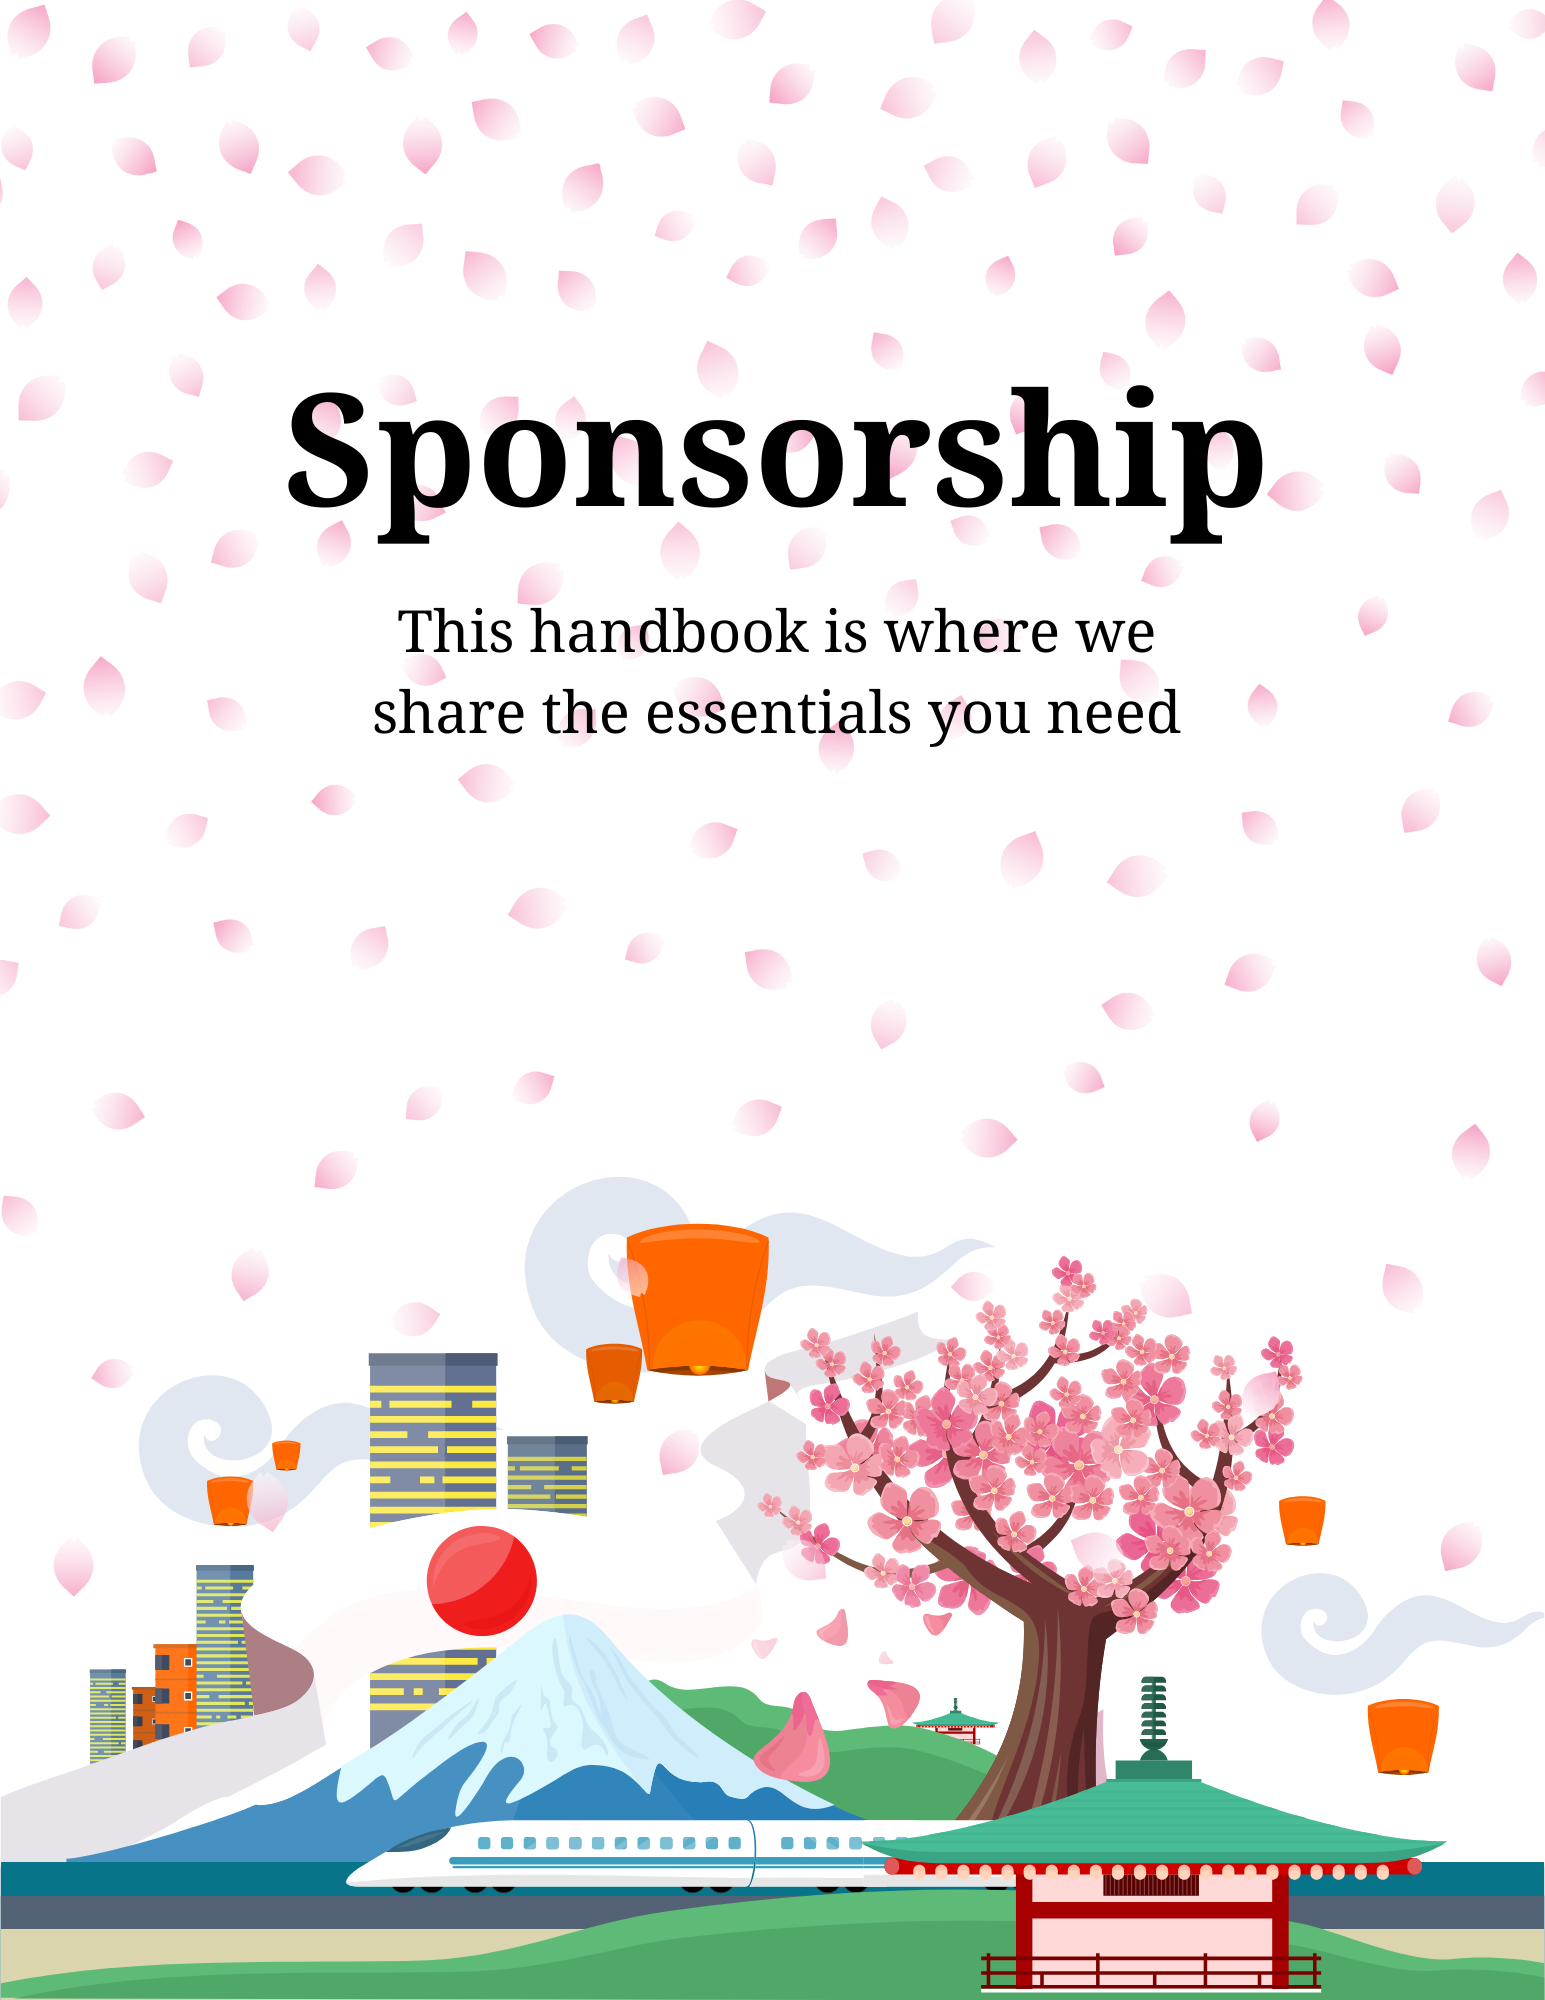 Sponsorship
This handbook is where we
share the essentials you need